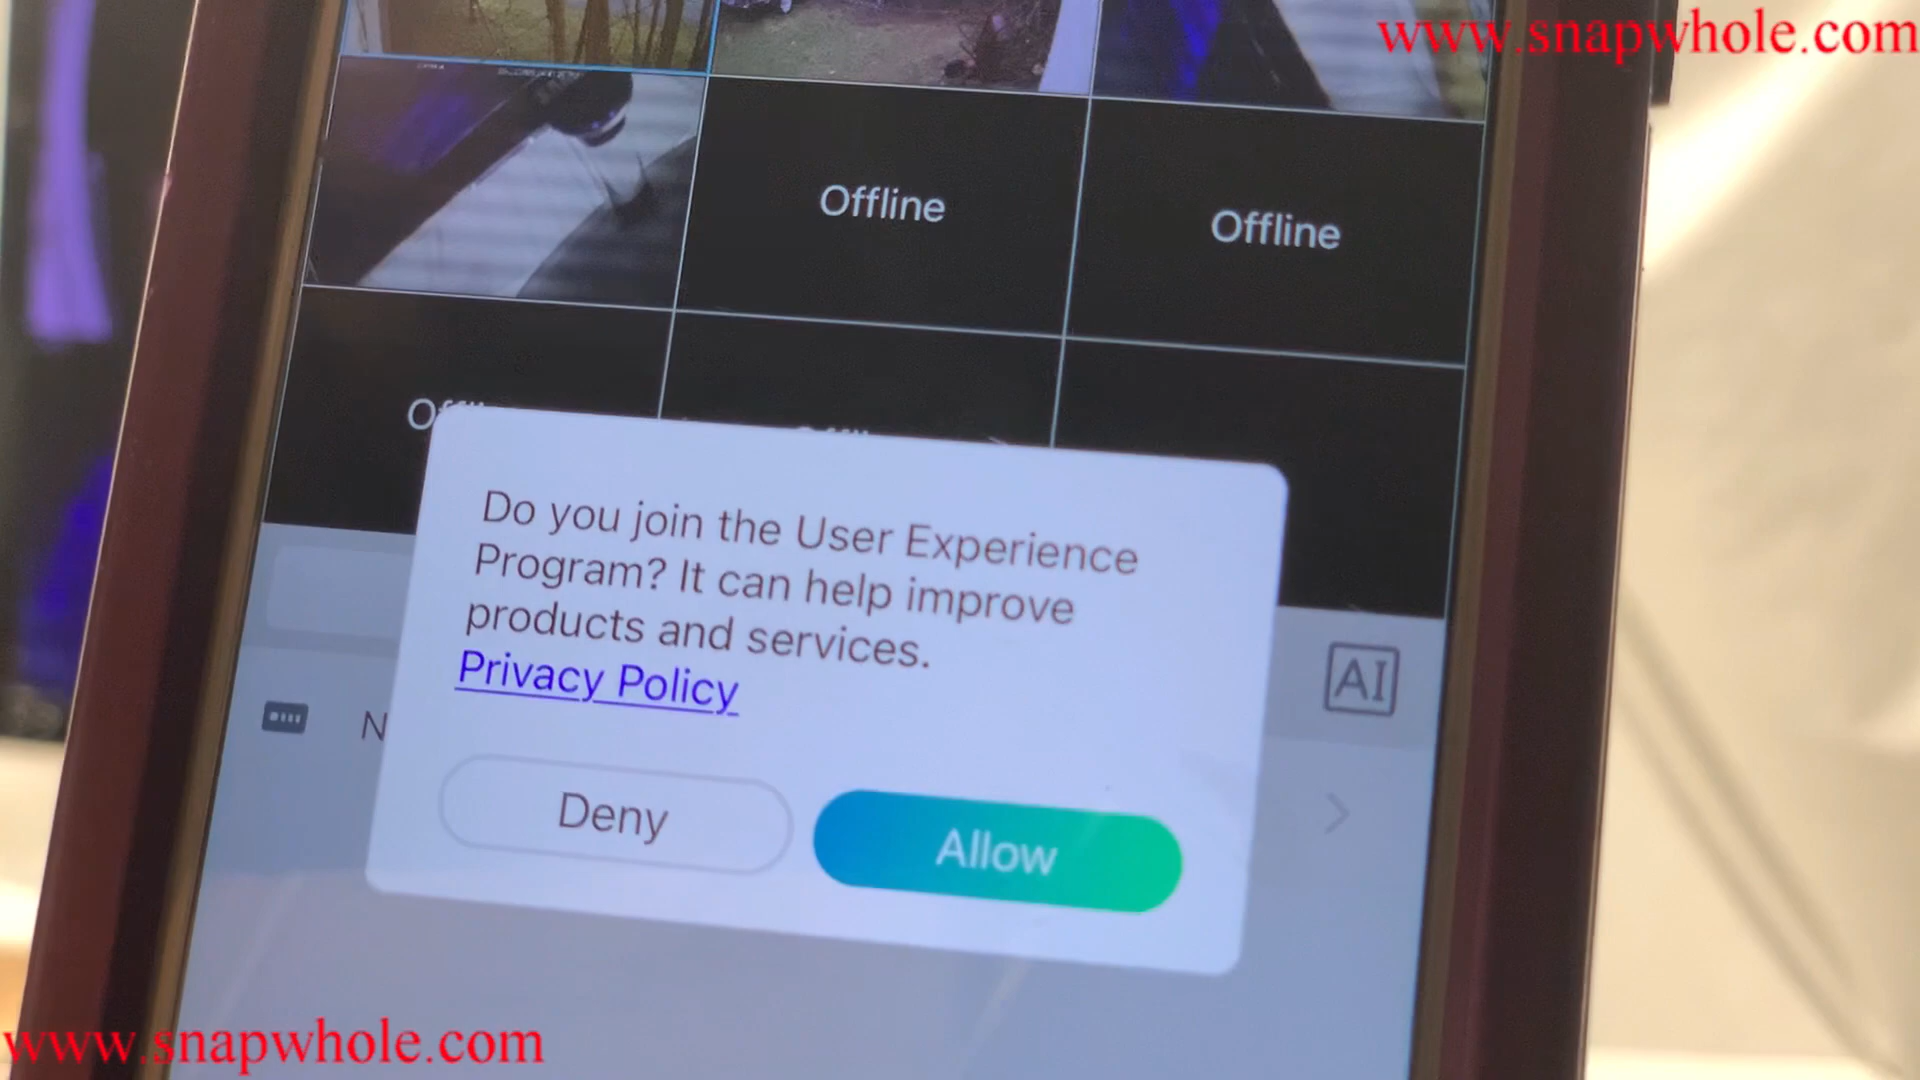 www.snapwhole.com
Offline
Offline
Do you join the User Experience
Program? It can help improve
products and services.
Privacy Policy
AI
N
Deny
Allow
www.snapwhole.com